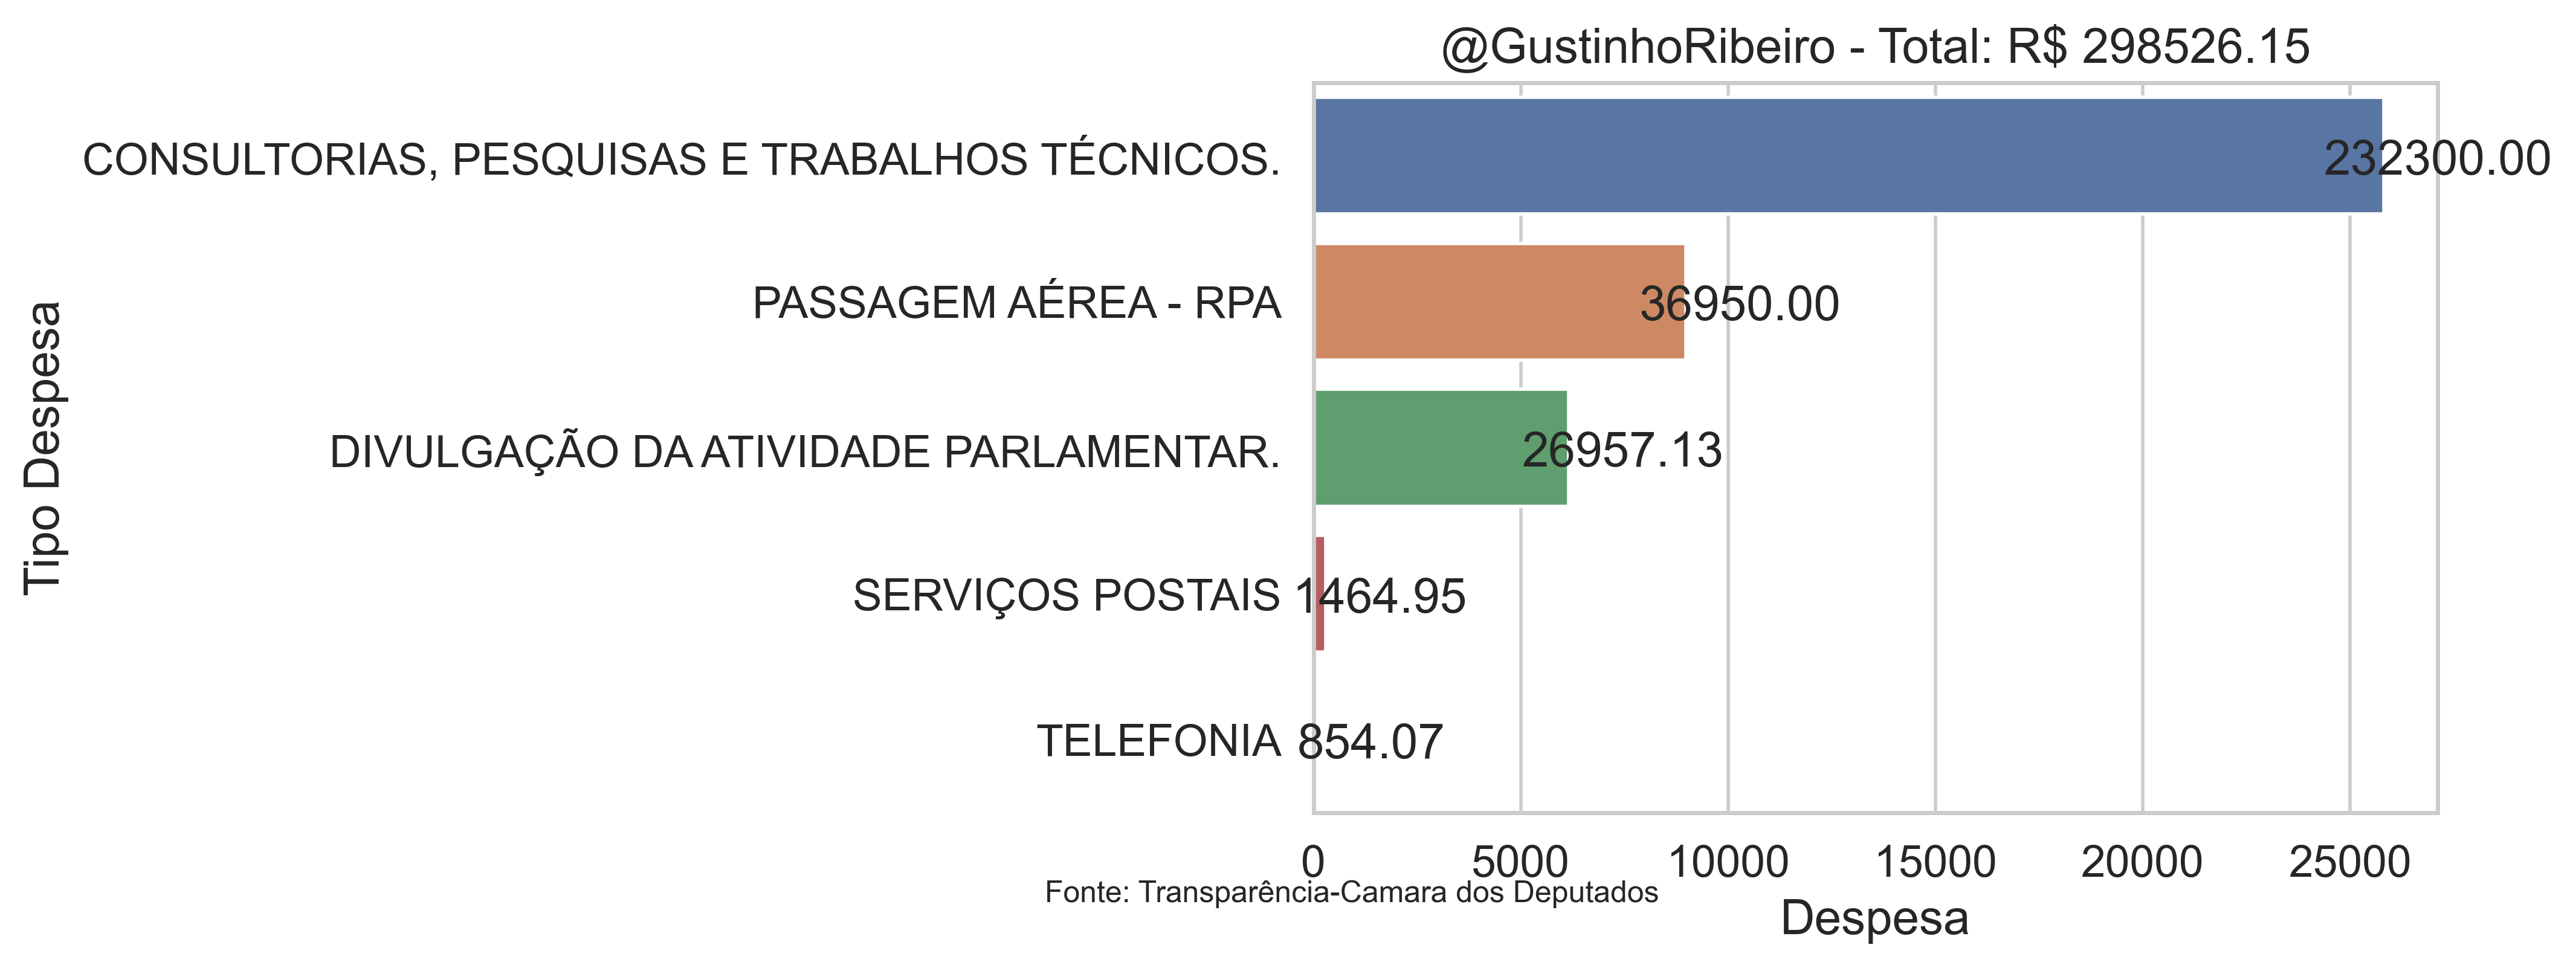 @GustinhoRibeiro - Total: R$ 298526.15
CONSULTORIAS, PESQUISAS E TRABALHOS TÉCNICOS.
232300.00
PASSAGEM AÉREA - RPA
36950.00
DIVULGAÇÃO DA ATIVIDADE PARLAMENTAR.
26957.13
SERVIÇOS POSTAIS
1464.95
TELEFONIA
854.07
Tipo Despesa
0 5000 10000 15000 20000 25000
Fonte: Transparência-Camara dos Deputados
Despesa